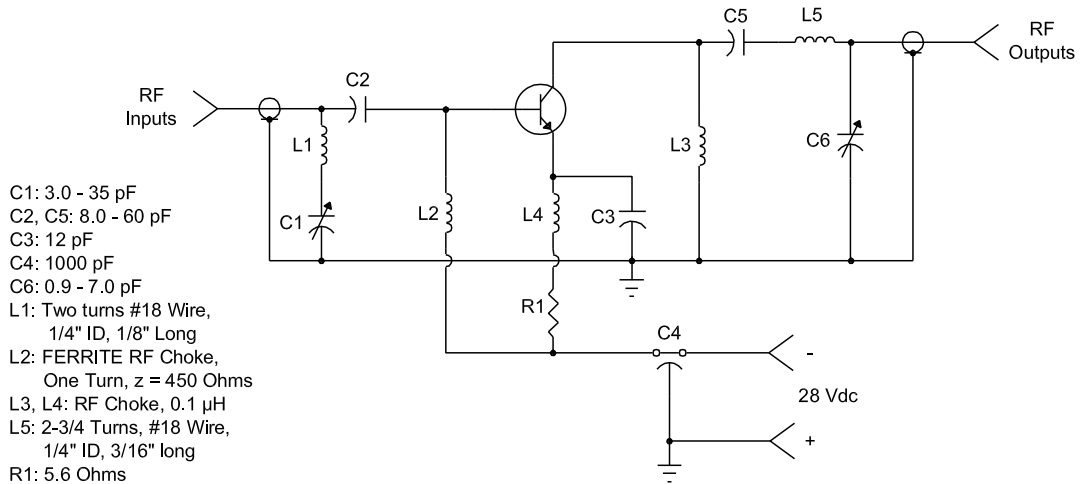 C5
L5
RF
Outputs
C2
RF
Inputs
L1
L3
C6
C1: 3.0 - 35 pF
C2, C5: 8.0 - 60 pF
C3: 12 pF
C4: 1000 pF
C6: 0.9 - 7.0 pF
L1: Two turns #18 Wire,
1/4" ID, 1/8" Long
L2: FERRITE RF Choke,
One Turn, z = 450 Ohms
L3, L4: RF Choke, 0.1 µH
L5: 2-3/4 Turns, #18 Wire,
1/4" ID, 3/16" long
R1: 5.6 Ohms
C1
L2
L4
C3
R1
C4
-
28 Vdc
+